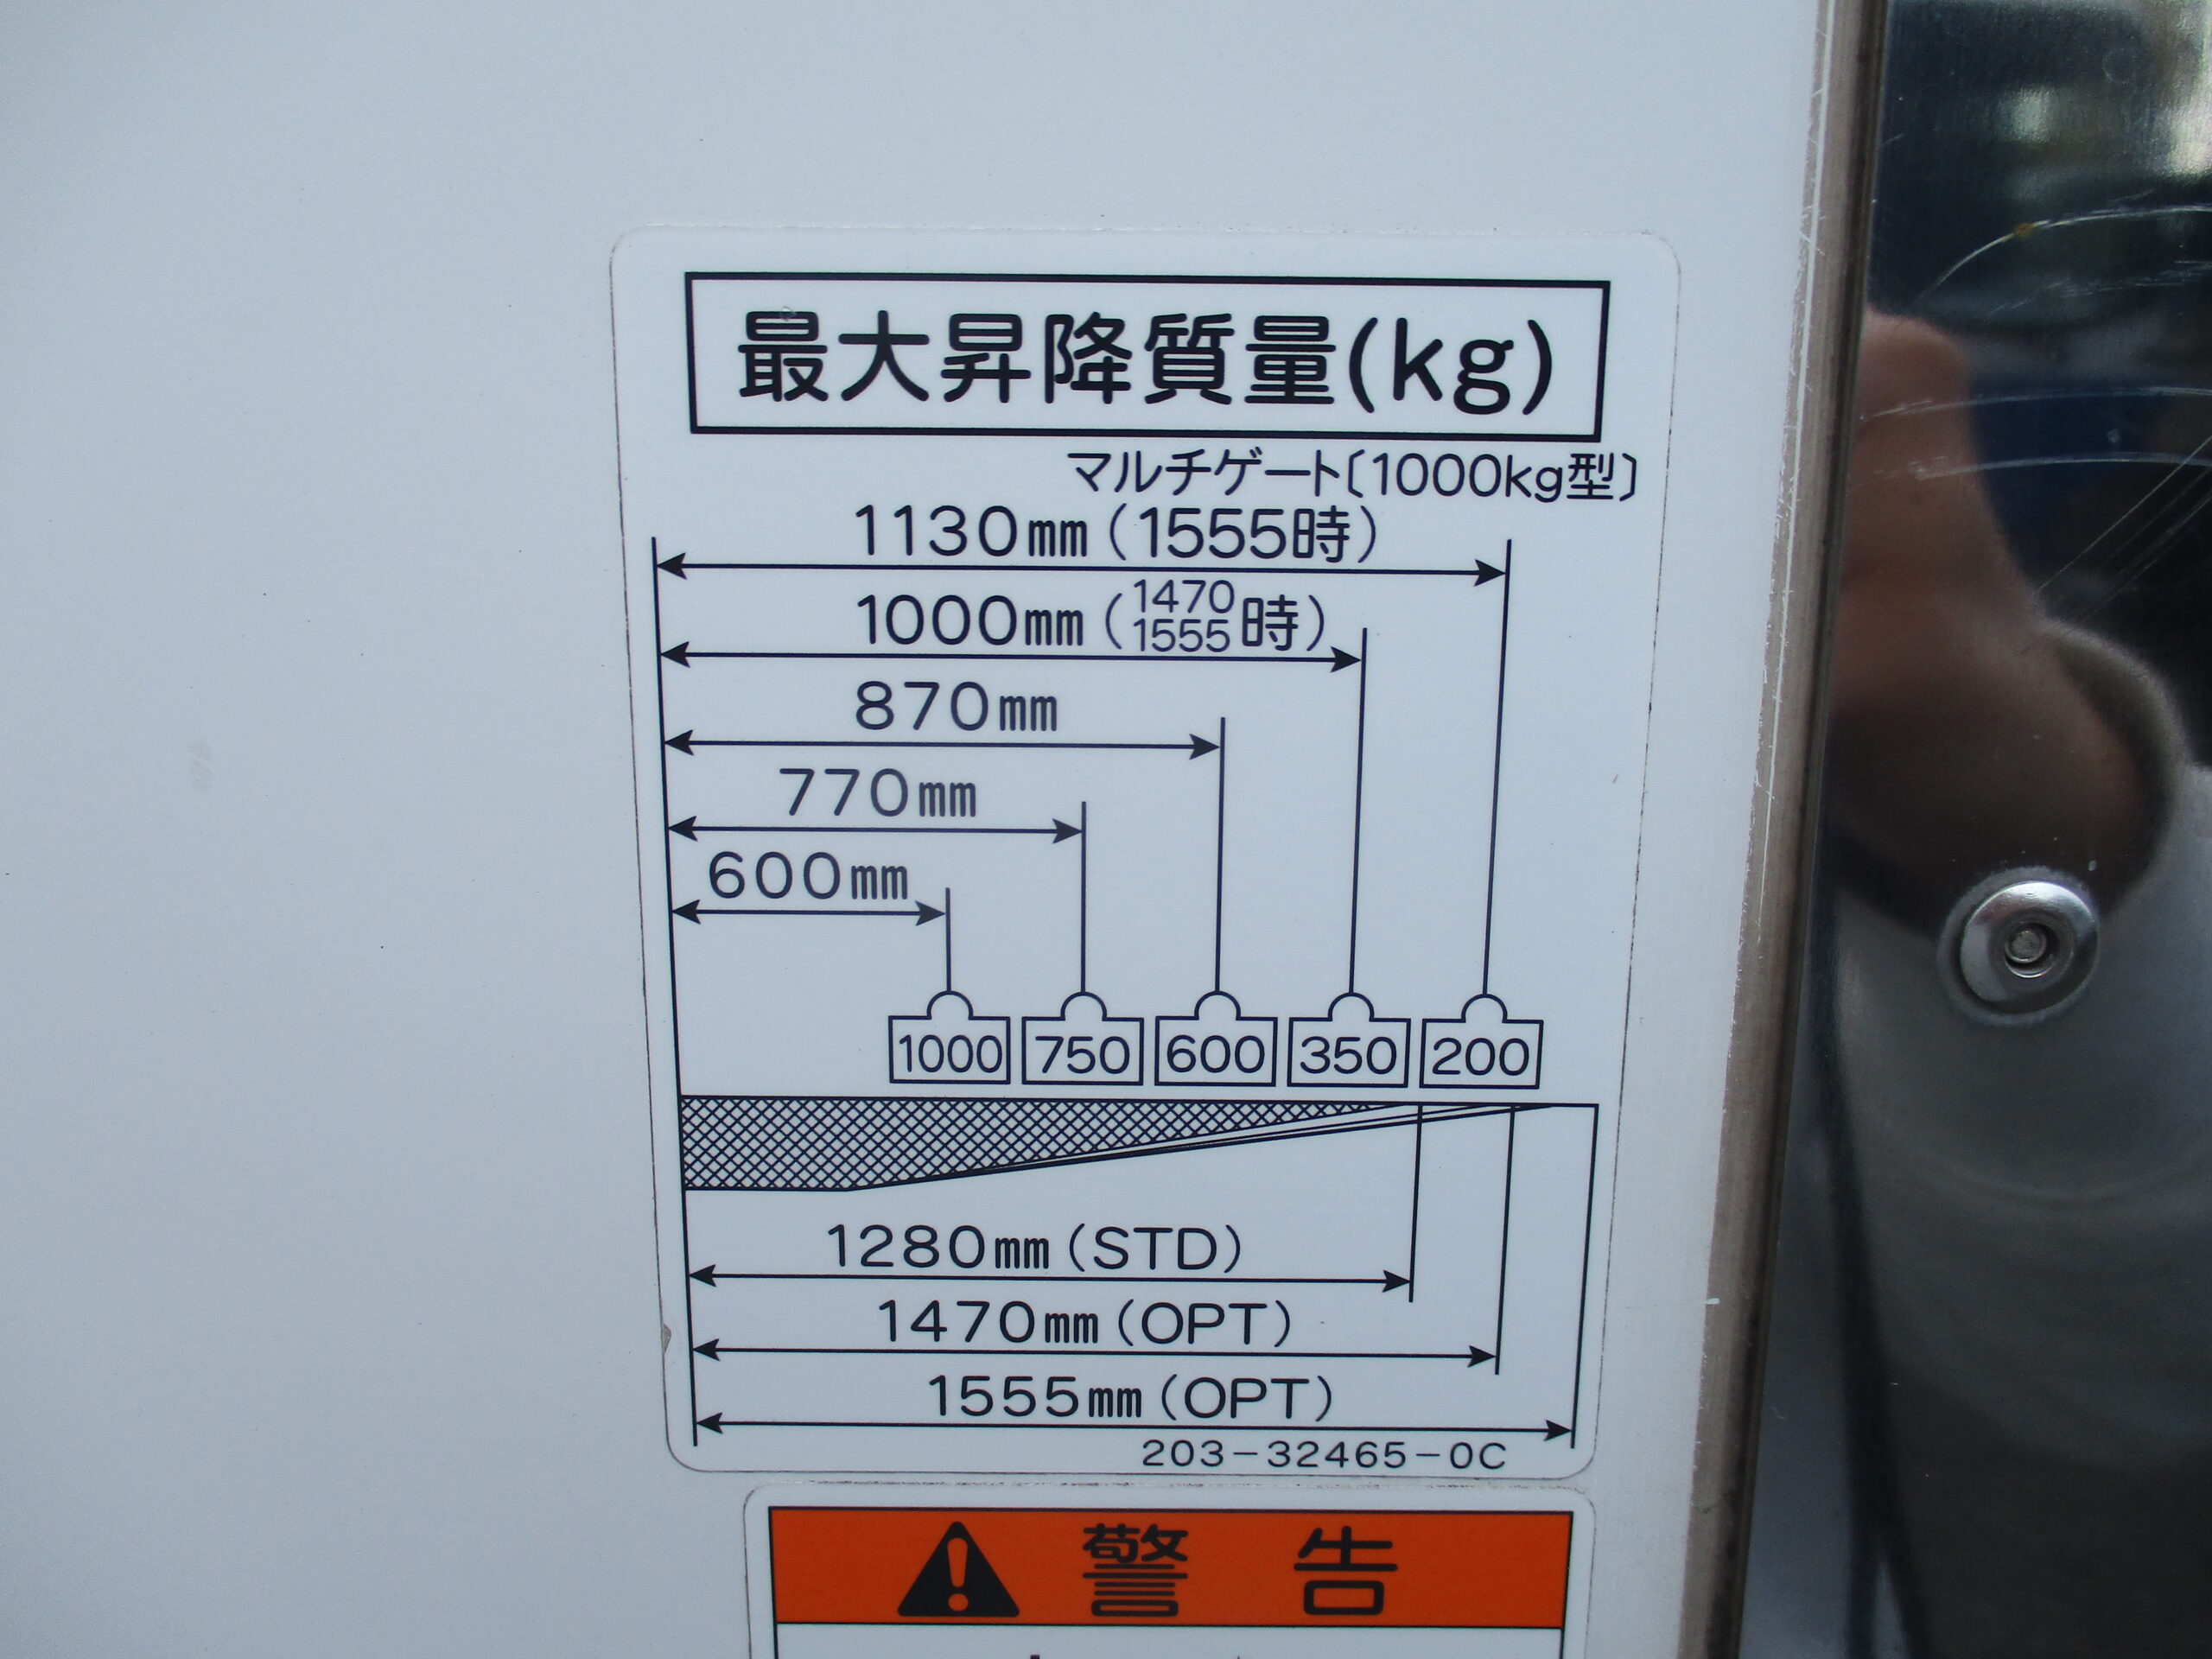 最大昇降質量(kg)
マルチゲート〔1000kg型〕
1130mm(1555時)
1000mm(1470 1555時)
870mm
770mm
600mm
1000 750 600 350 200
1280mm(STD)
1470mm(OPT)
1555mm(OPT)
203-32465-0C
警告